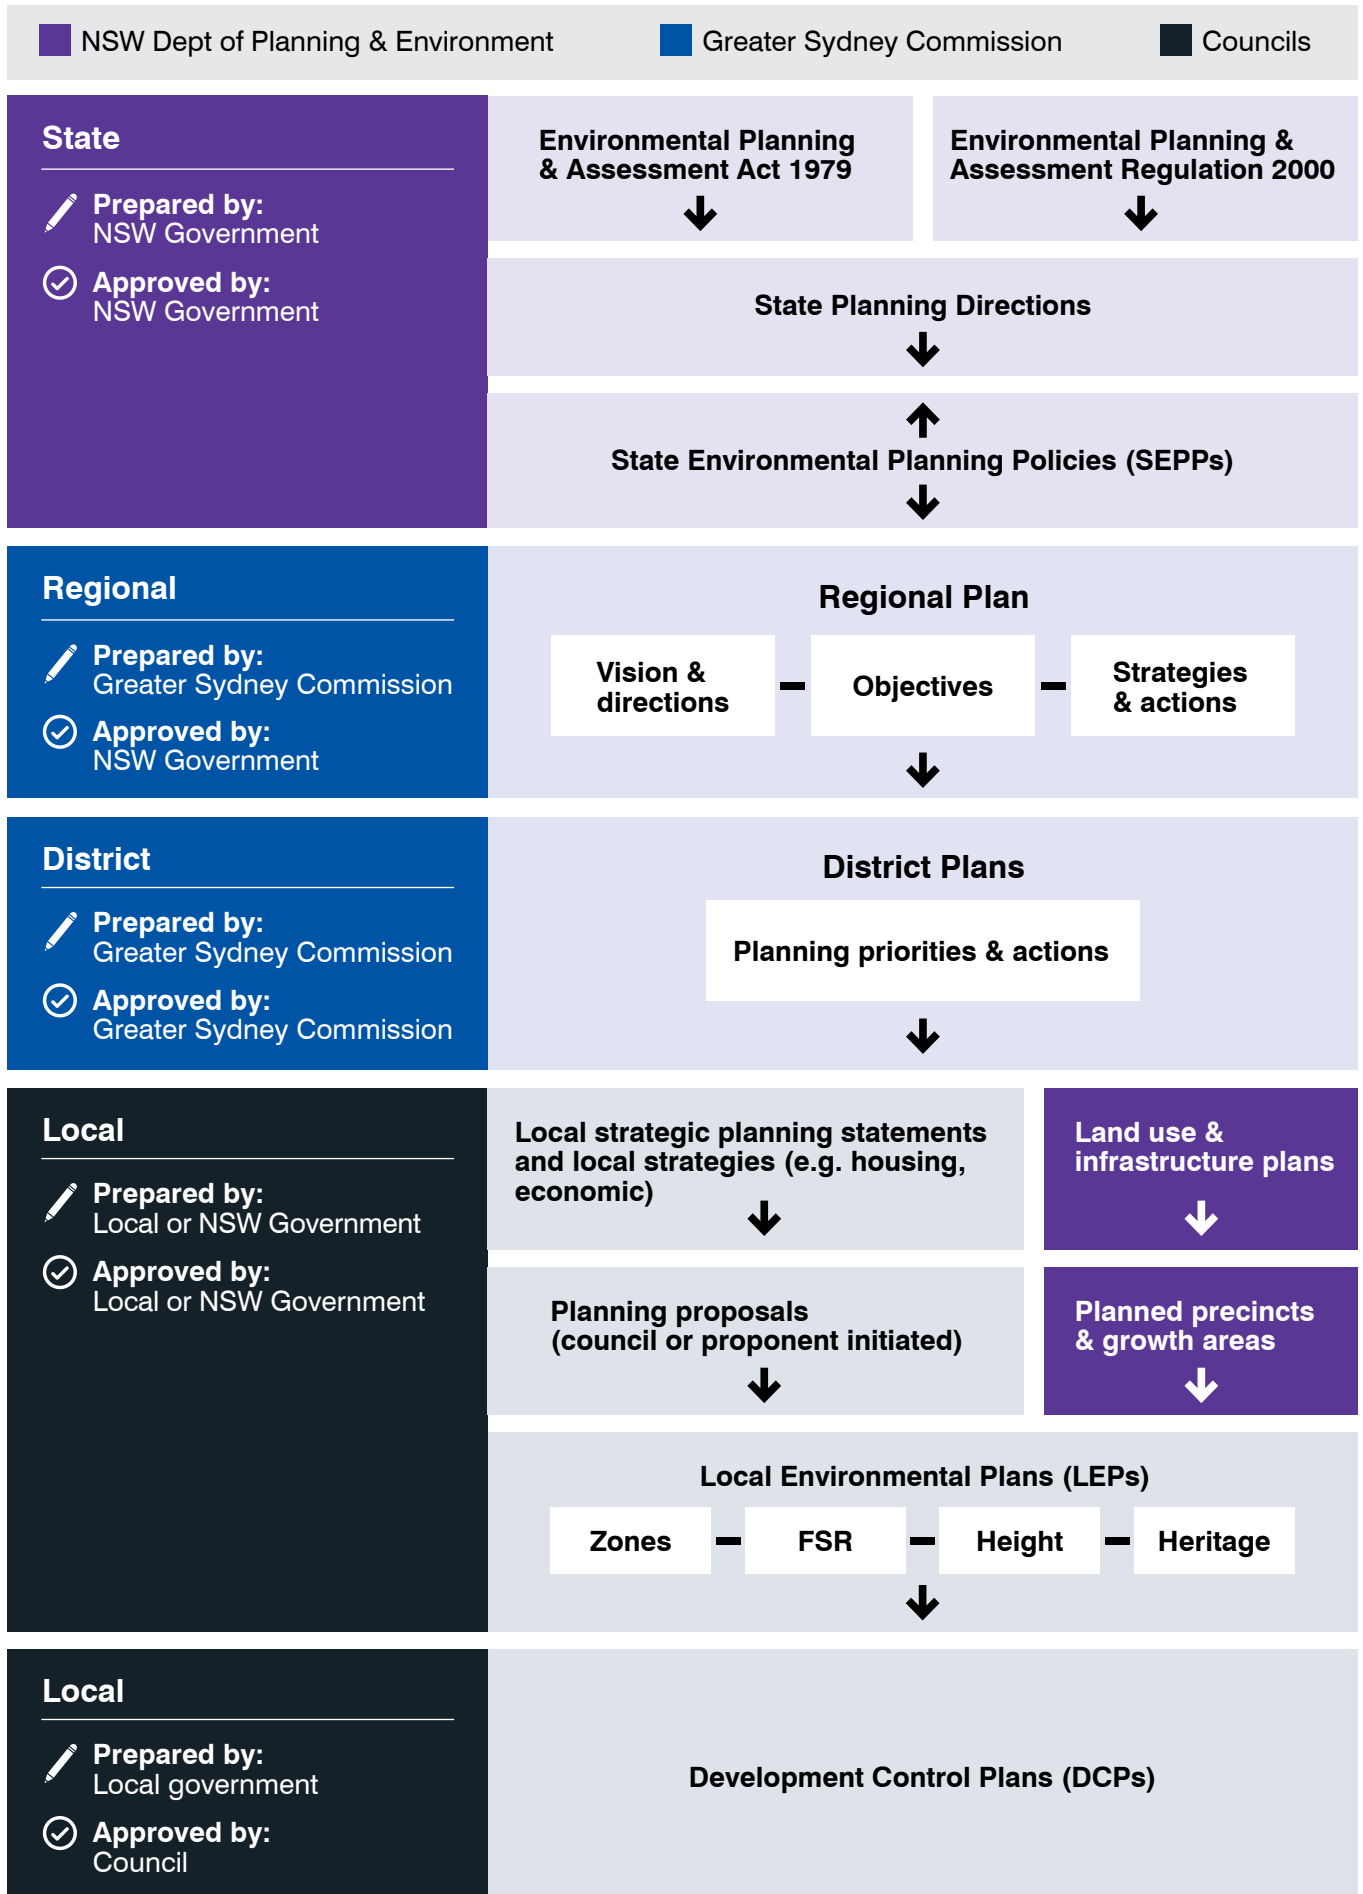 NSW Dept of Planning & Environment
Greater Sydney Commission
Councils
State
Prepared by:
NSW Government
Approved by:
NSW Government
Environmental Planning
& Assessment Act 1979
Environmental Planning &
Assessment Regulation 2000
State Planning Directions
State Environmental Planning Policies (SEPPs)
Regional
Prepared by:
Greater Sydney Commission
Approved by:
NSW Government
Regional Plan
Vision &
directions
Objectives
Strategies
& actions
District
Prepared by:
Greater Sydney Commission
Approved by:
Greater Sydney Commission
District Plans
Planning priorities & actions
Local
Prepared by:
Local or NSW Government
Approved by:
Local or NSW Government
Local strategic planning statements
and local strategies (e.g. housing,
economic)
Land use &
infrastructure plans
Planning proposals
(council or proponent initiated)
Planned precincts
& growth areas
Local Environmental Plans (LEPs)
Zones
FSR
Height
Heritage
Local
Prepared by:
Local government
Approved by:
Council
Development Control Plans (DCPs)